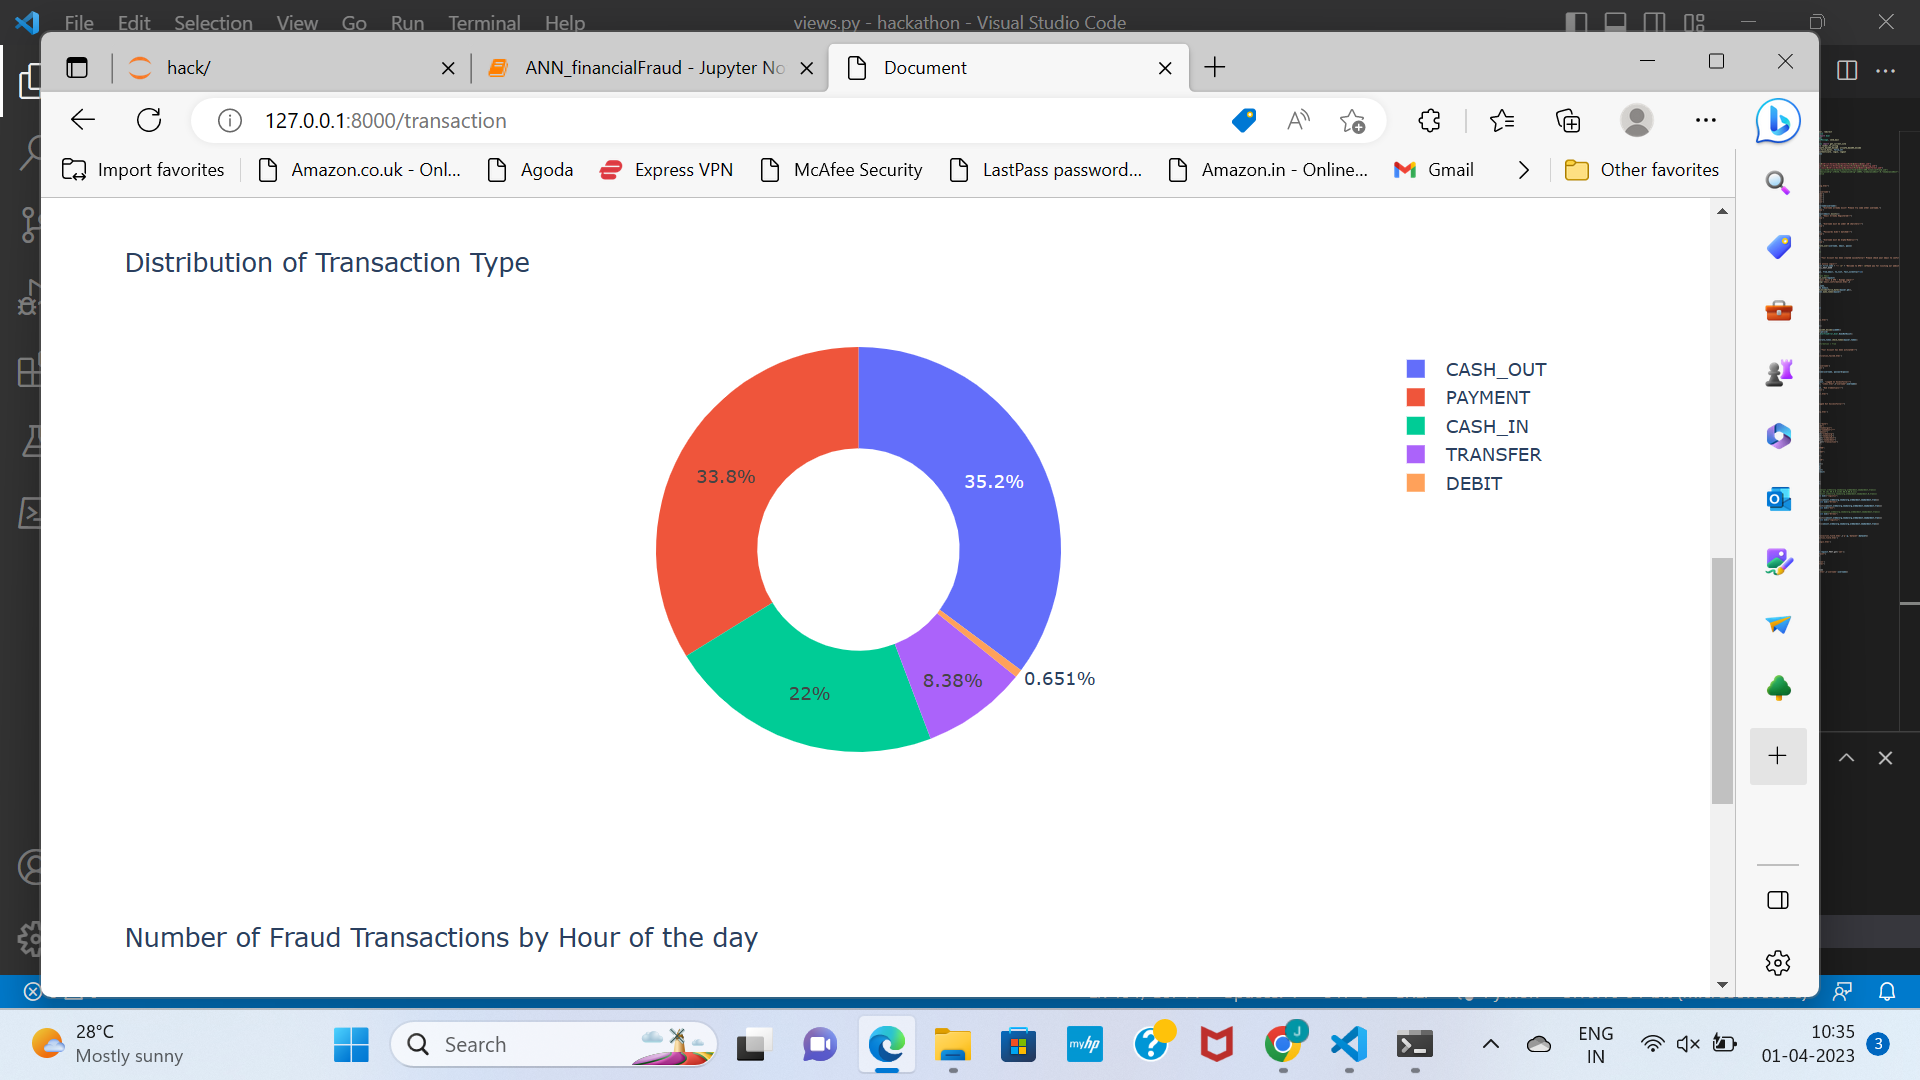 File Edit Selection View Go Run Terminal Help
views.py - hackathon - Visual Studio Code
hack/
ANN_financialFraud - Jupyter No
Document
127.0.0.1:8000/transaction
Import favorites
Amazon.co.uk - Onl...
Agoda
Express VPN
McAfee Security
LastPass password...
Amazon.in - Online...
Gmail
Other favorites
Distribution of Transaction Type
CASH_OUT
PAYMENT
CASH_IN
TRANSFER
DEBIT
33.8%
35.2%
22%
8.38%
0.651%
Number of Fraud Transactions by Hour of the day
28°C
Mostly sunny
Search
myhp
J
ENG
IN
10:35
01-04-2023
3